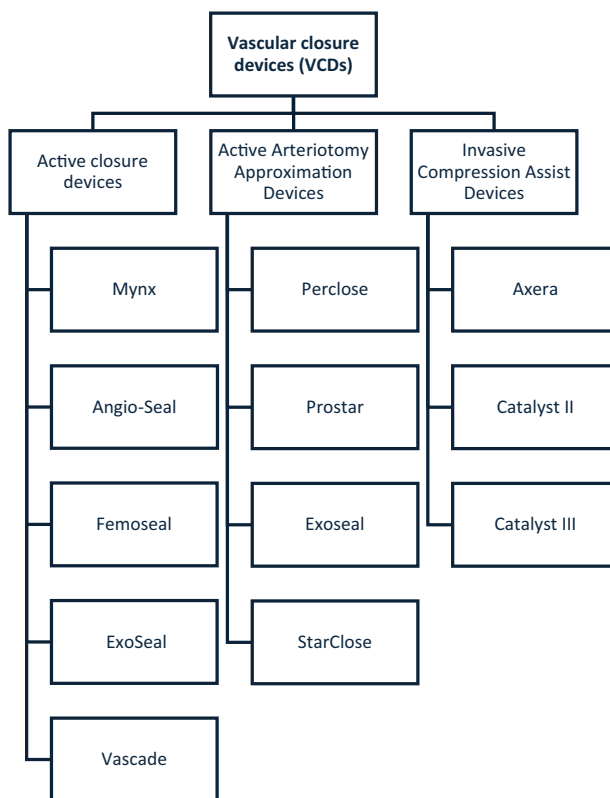 Vascular closure
devices (VCDs)
Active closure
devices
Active Arteriotomy
Approximation
Devices
Invasive
Compression Assist
Devices
Mynx
Perclose
Axera
Angio-Seal
Prostar
Catalyst II
Femoseal
Exoseal
Catalyst III
ExoSeal
StarClose
Vascade